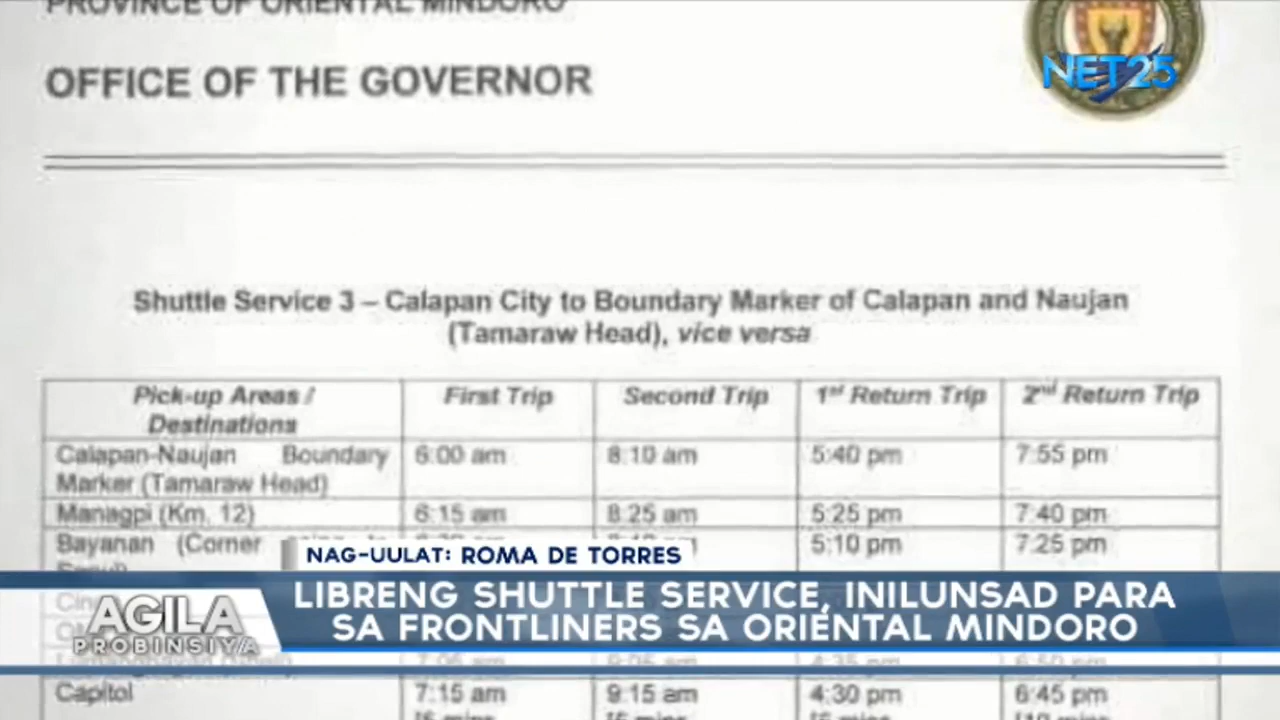 PROVINCE OF ORIENTAL MINDORO
OFFICE OF THE GOVERNOR
NET25
Shuttle Service 3 – Calapan City to Boundary Marker of Calapan and Naujan
(Tamaraw Head), vice versa
Pick-up Areas / Destinations First Trip Second Trip 1st Return Trip 2nd Return Trip
Calapan-Naujan Boundary 6:00 am 8:10 am 5:40 pm 7:55 pm
Marker (Tamaraw Head)
Managpi (Km. 12) 6:15 am 8:25 am 5:25 pm 7:40 pm
Bayanan (Corner 5:10 pm 7:25 pm
NAG-UULAT: ROMA DE TORRES
LIBRENG SHUTTLE SERVICE, INILUNSAD PARA
SA FRONTLINERS SA ORIENTAL MINDORO
AGILA
PROBINSIYA
Capitol 7:15 am 9:15 am 4:30 pm 6:45 pm